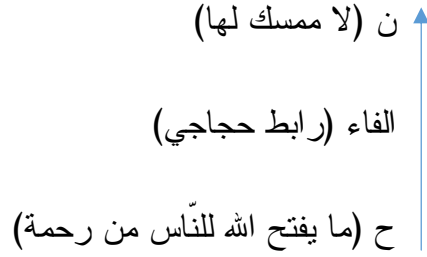 ن (لا ممسك لها)
الفاء (رابط حجاجي)
ح (ما يفتح الله للنّاس من رحمة)